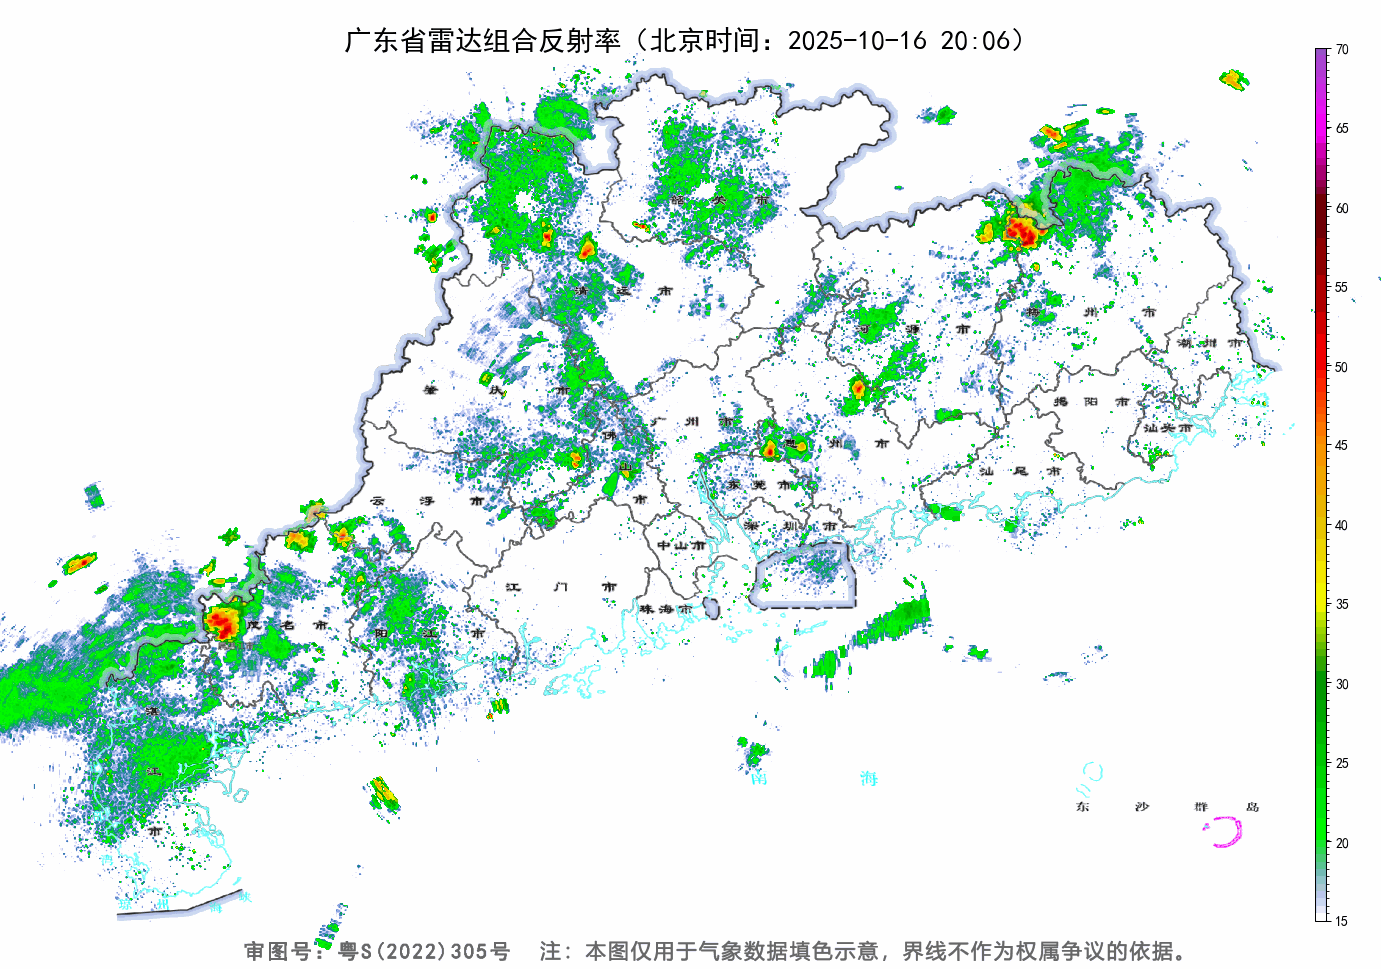 广东省雷达组合反射率（北京时间：2025-10-16 20:06）
70
65
60
55
50
45
40
35
30
25
20
15
韶 关 市
清 远 市
河 源 市
梅 州 市
潮 州 市
肇 庆 市
广 州 市
佛 山 市
惠 州 市
揭 阳 市
汕头市
汕 尾 市
云 浮 市
东 莞 市
深 圳 市
中山市
江 门 市
珠海市
茂 名 市
阳 江 市
湛 江 市
南 海
东 沙 群 岛
琼 州 海 峡
审图号：粤S(2022)305号 注：本图仅用于气象数据填色示意，界线不作为权属争议的依据。